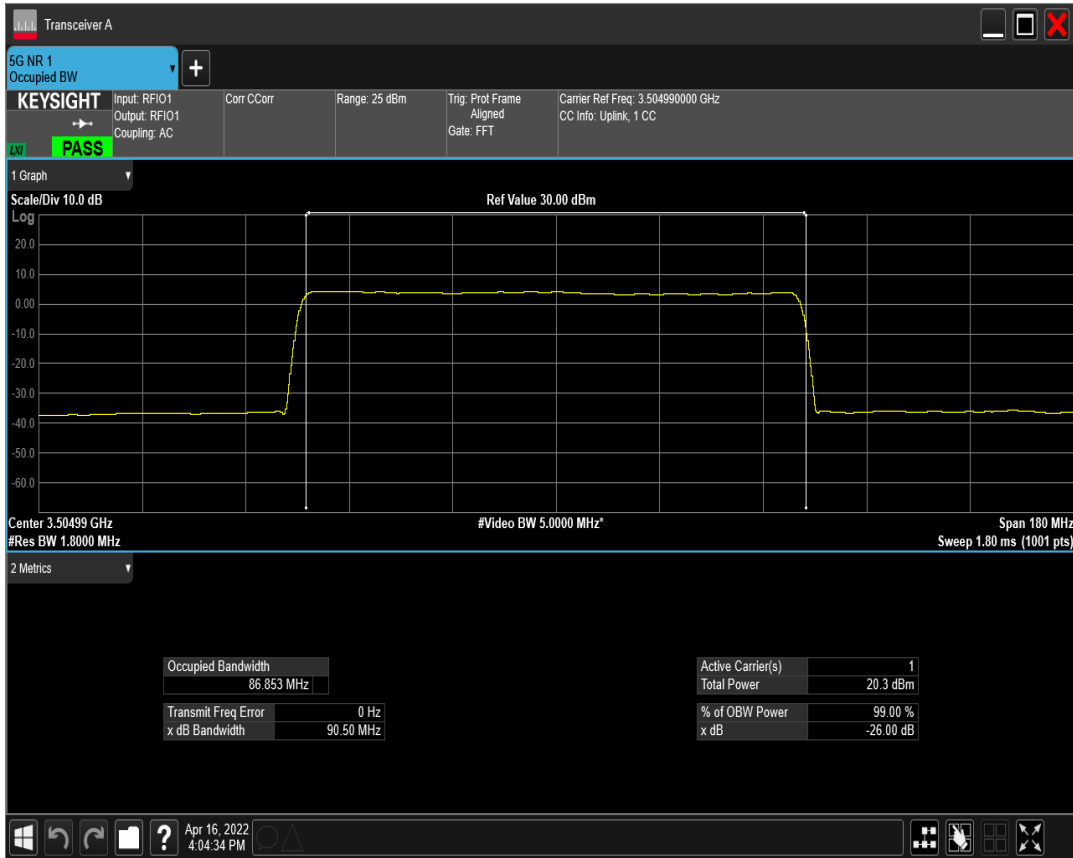 Transceiver A
5G NR 1
Occupied BW
KEYSIGHT
LXI
PASS
Input: RFIO1
Output: RFIO1
Coupling: AC
Corr CCorr
Range: 25 dBm
Trig: Prot Frame
Aligned
Gate: FFT
Carrier Ref Freq: 3.504990000 GHz
CC Info: Uplink, 1 CC
1 Graph
Scale/Div 10.0 dB
Ref Value 30.00 dBm
Log
20.0
10.0
0.00
-10.0
-20.0
-30.0
-40.0
-50.0
-60.0
Center 3.50499 GHz
#Video BW 5.0000 MHz*
Span 180 MHz
#Res BW 1.8000 MHz
Sweep 1.80 ms (1001 pts)
2 Metrics
Occupied Bandwidth
86.853 MHz
Transmit Freq Error 0 Hz
x dB Bandwidth 90.50 MHz
Active Carrier(s) 1
Total Power 20.3 dBm
% of OBW Power 99.00 %
x dB -26.00 dB
?
Apr 16, 2022
4:04:34 PM